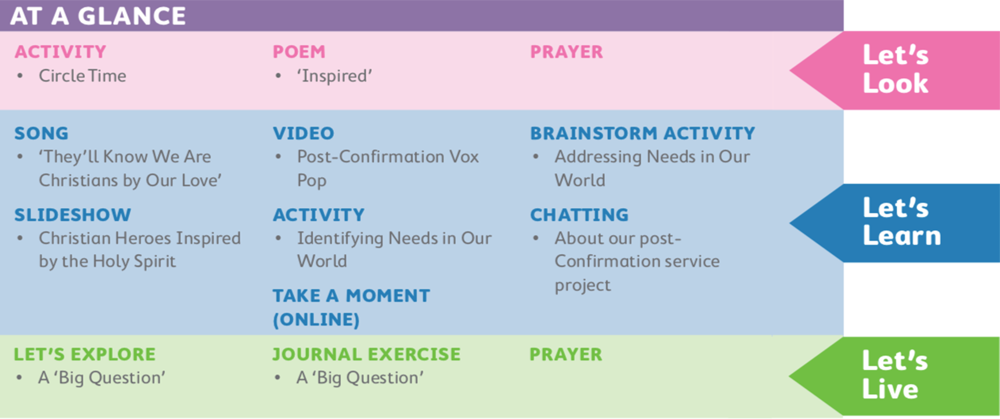 AT A GLANCE
ACTIVITY
• Circle Time
POEM
• ‘Inspired’
PRAYER
Let’s
Look
SONG
• ‘They’ll Know We Are
Christians by Our Love’
SLIDESHOW
• Christian Heroes Inspired
by the Holy Spirit
VIDEO
• Post-Confirmation Vox
Pop
ACTIVITY
• Identifying Needs in Our
World
TAKE A MOMENT
(ONLINE)
BRAINSTORM ACTIVITY
• Addressing Needs in Our
World
CHATTING
• About our post-
Confirmation service
project
Let’s
Learn
LET’S EXPLORE
• A ‘Big Question’
JOURNAL EXERCISE
• A ‘Big Question’
PRAYER
Let’s
Live